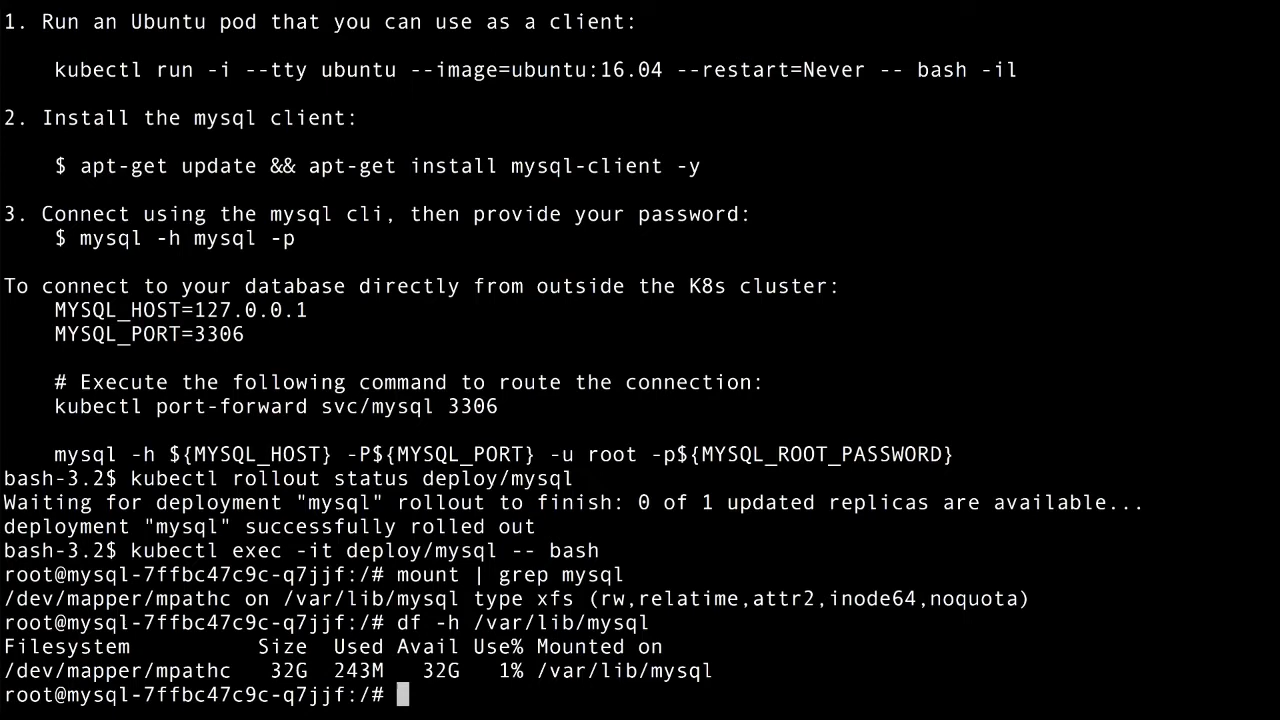 1. Run an Ubuntu pod that you can use as a client:
kubectl run -i --tty ubuntu --image=ubuntu:16.04 --restart=Never -- bash -il
2. Install the mysql client:
$ apt-get update && apt-get install mysql-client -y
3. Connect using the mysql cli, then provide your password:
$ mysql -h mysql -p
To connect to your database directly from outside the K8s cluster:
MYSQL_HOST=127.0.0.1
MYSQL_PORT=3306
# Execute the following command to route the connection:
kubectl port-forward svc/mysql 3306
mysql -h ${MYSQL_HOST} -P${MYSQL_PORT} -u root -p${MYSQL_ROOT_PASSWORD}
bash-3.2$ kubectl rollout status deploy/mysql
Waiting for deployment "mysql" rollout to finish: 0 of 1 updated replicas are available...
deployment "mysql" successfully rolled out
bash-3.2$ kubectl exec -it deploy/mysql -- bash
root@mysql-7ffbc47c9c-q7jjf:/# mount | grep mysql
/dev/mapper/mpathc on /var/lib/mysql type xfs (rw,relatime,attr2,inode64,noquota)
root@mysql-7ffbc47c9c-q7jjf:/# df -h /var/lib/mysql
Filesystem          Size  Used Avail Use% Mounted on
/dev/mapper/mpathc   32G  243M   32G   1% /var/lib/mysql
root@mysql-7ffbc47c9c-q7jjf:/#